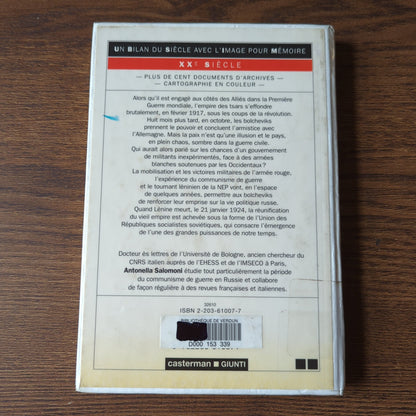 UN BILAN DU SIÈCLE AVEC L'IMAGE POUR MÉMOIRE
XXE SIÈCLE
— PLUS DE CENT DOCUMENTS D'ARCHIVES —
— CARTOGRAPHIE EN COULEUR —
Alors qu'il est engagé aux côtés des Alliés dans la Première
Guerre mondiale, l'empire des tsars s'effondre
brutalement, en février 1917, sous les coups de la révolution.
Huit mois plus tard, en octobre, les bolcheviks
prennent le pouvoir et concluent l'armistice avec
l'Allemagne. Mais la paix n'est qu'une illusion et le pays,
en plein chaos, sombre dans la guerre civile.
Qui aurait alors parié sur les chances d'un gouvernement
de militants inexpérimentés, face à des armées
blanches soutenues par les Occidentaux ?
La mobilisation et les victoires militaires de l'armée rouge,
l'expérience du communisme de guerre
et le tournant léninien de la NEP vont, en l'espace
de quelques années, permettre aux bolcheviks
de renforcer leur emprise sur la vie politique russe.
Quand Lénine meurt, le 21 janvier 1924, la réunification
du vieil empire est achevée sous la forme de l'Union des
Républiques socialistes soviétiques, qui consacre l'émergence
de l'une des grandes puissances de notre temps.
Docteur ès lettres de l'Université de Bologne, ancien chercheur du
CNRS italien auprès de l'EHESS et de l'IMSECO à Paris,
Antonella Salomoni étudie tout particulièrement la période
du communisme de guerre en Russie et collabore
de façon régulière à des revues françaises et italiennes.
32610
ISBN 2-203-61007-7
BIBLIOTHÈQUE DE VERDUN
D000 153 339
casterman GIUNTI